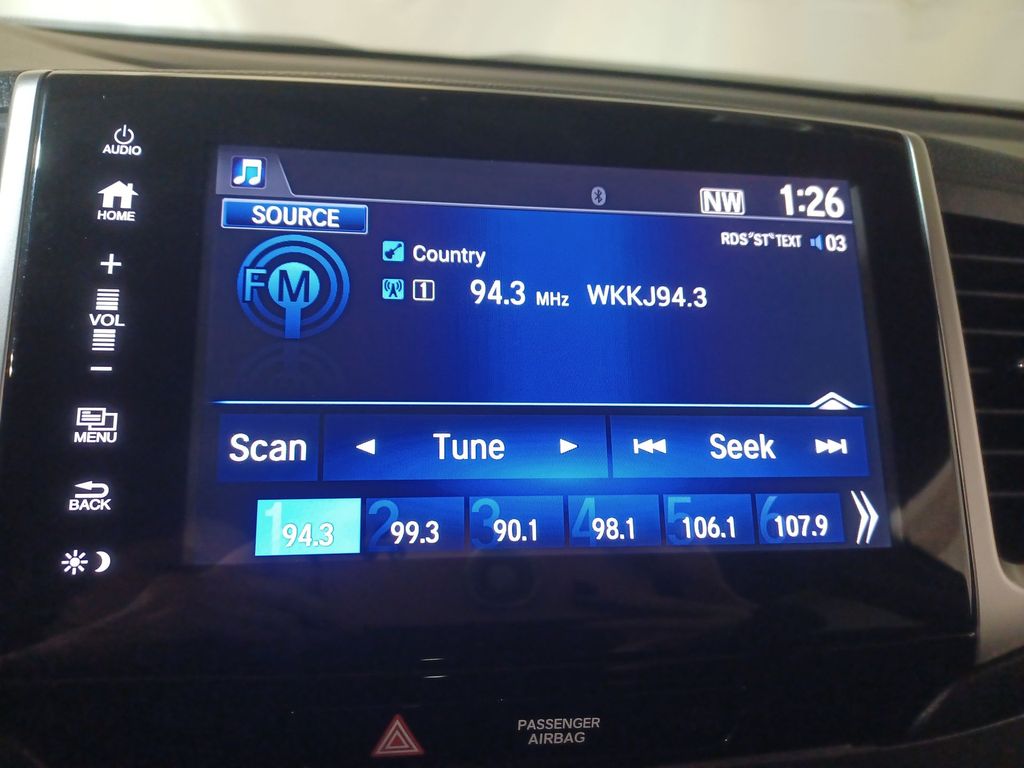 AUDIO
HOME
+
VOL
−
MENU
BACK
NW 1:26
SOURCE
RDS ST TEXT 03
FM
Country
1 94.3 MHz WKKJ94.3
Scan Tune Seek
1 94.3 2 99.3 3 90.1 4 98.1 5 106.1 6 107.9
PASSENGER
AIRBAG